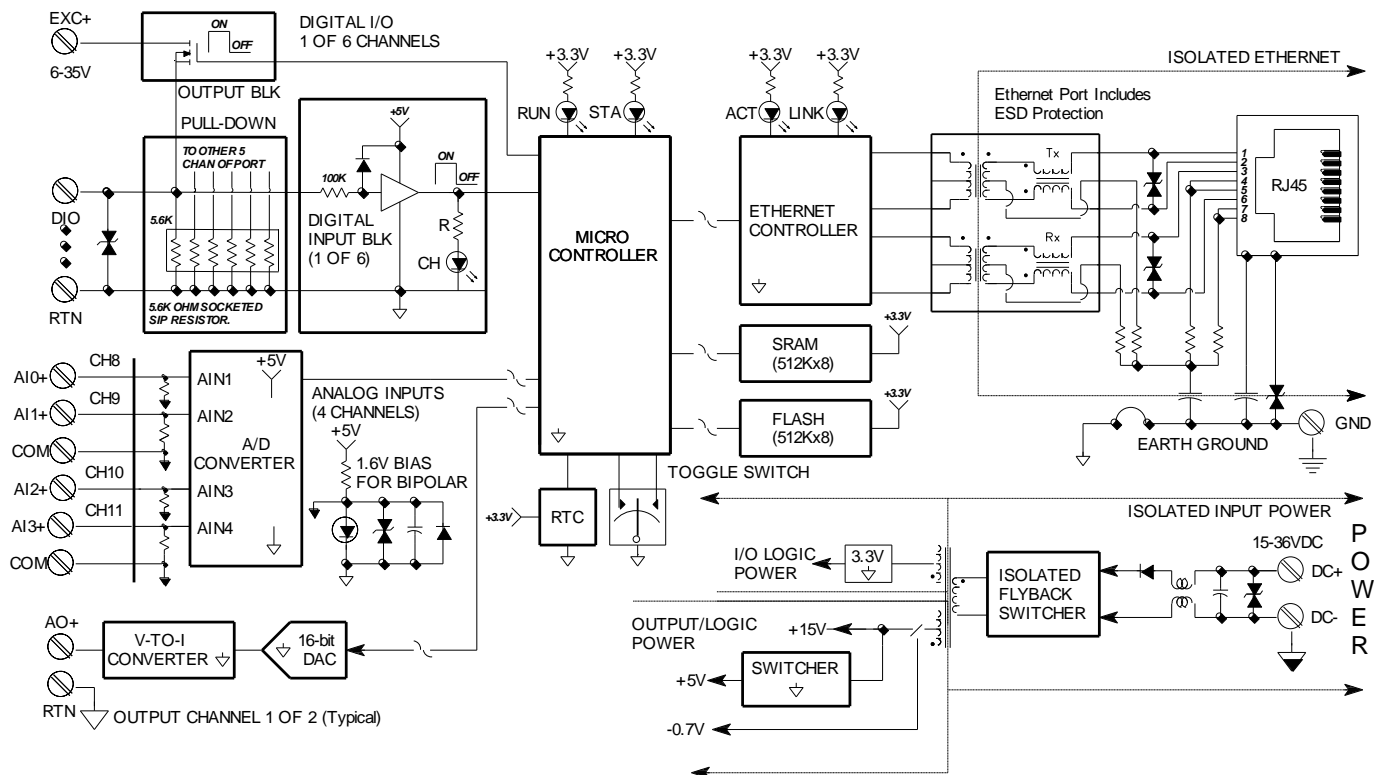 EXC+
6-35V
ON
OFF
OUTPUT BLK
DIGITAL I/O
1 OF 6 CHANNELS
PULL-DOWN
TO OTHER 5
CHAN OF PORT
5.6K
5.6K OHM SOCKETED
SIP RESISTOR.
DIO
RTN
+5V
100K
ON
OFF
DIGITAL
INPUT BLK
(1 OF 6)
R
CH
+3.3V
+3.3V
RUN
STA
MICRO
CONTROLLER
+3.3V
+3.3V
ACT
LINK
ETHERNET
CONTROLLER
Ethernet Port Includes
ESD Protection
Tx
Rx
ISOLATED ETHERNET
1
2
3
4
5
6
7
8
RJ45
SRAM
(512Kx8)
+3.3V
FLASH
(512Kx8)
+3.3V
EARTH GROUND
GND
AI0+
AI1+
COM
AI2+
AI3+
COM
CH8
CH9
CH10
CH11
AIN1
AIN2
AIN3
AIN4
+5V
A/D
CONVERTER
ANALOG INPUTS
(4 CHANNELS)
+5V
1.6V BIAS
FOR BIPOLAR
TOGGLE SWITCH
+3.3V
RTC
AO+
RTN
V-TO-I
CONVERTER
16-bit
DAC
OUTPUT CHANNEL 1 OF 2 (Typical)
I/O LOGIC
POWER
3.3V
OUTPUT/LOGIC
POWER
+15V
SWITCHER
+5V
-0.7V
ISOLATED
FLYBACK
SWITCHER
ISOLATED INPUT POWER
15-36VDC
DC+
DC-
POWER